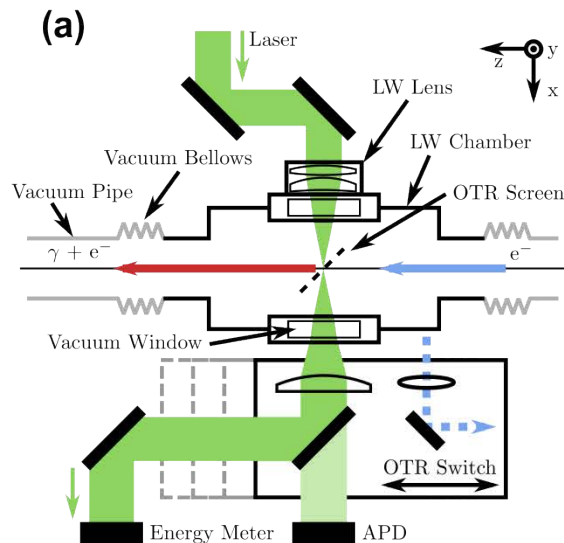 (a)
Laser
y
z
x
LW Lens
LW Chamber
Vacuum Bellows
OTR Screen
Vacuum Pipe
γ + e⁻
e⁻
Vacuum Window
OTR Switch
Energy Meter
APD